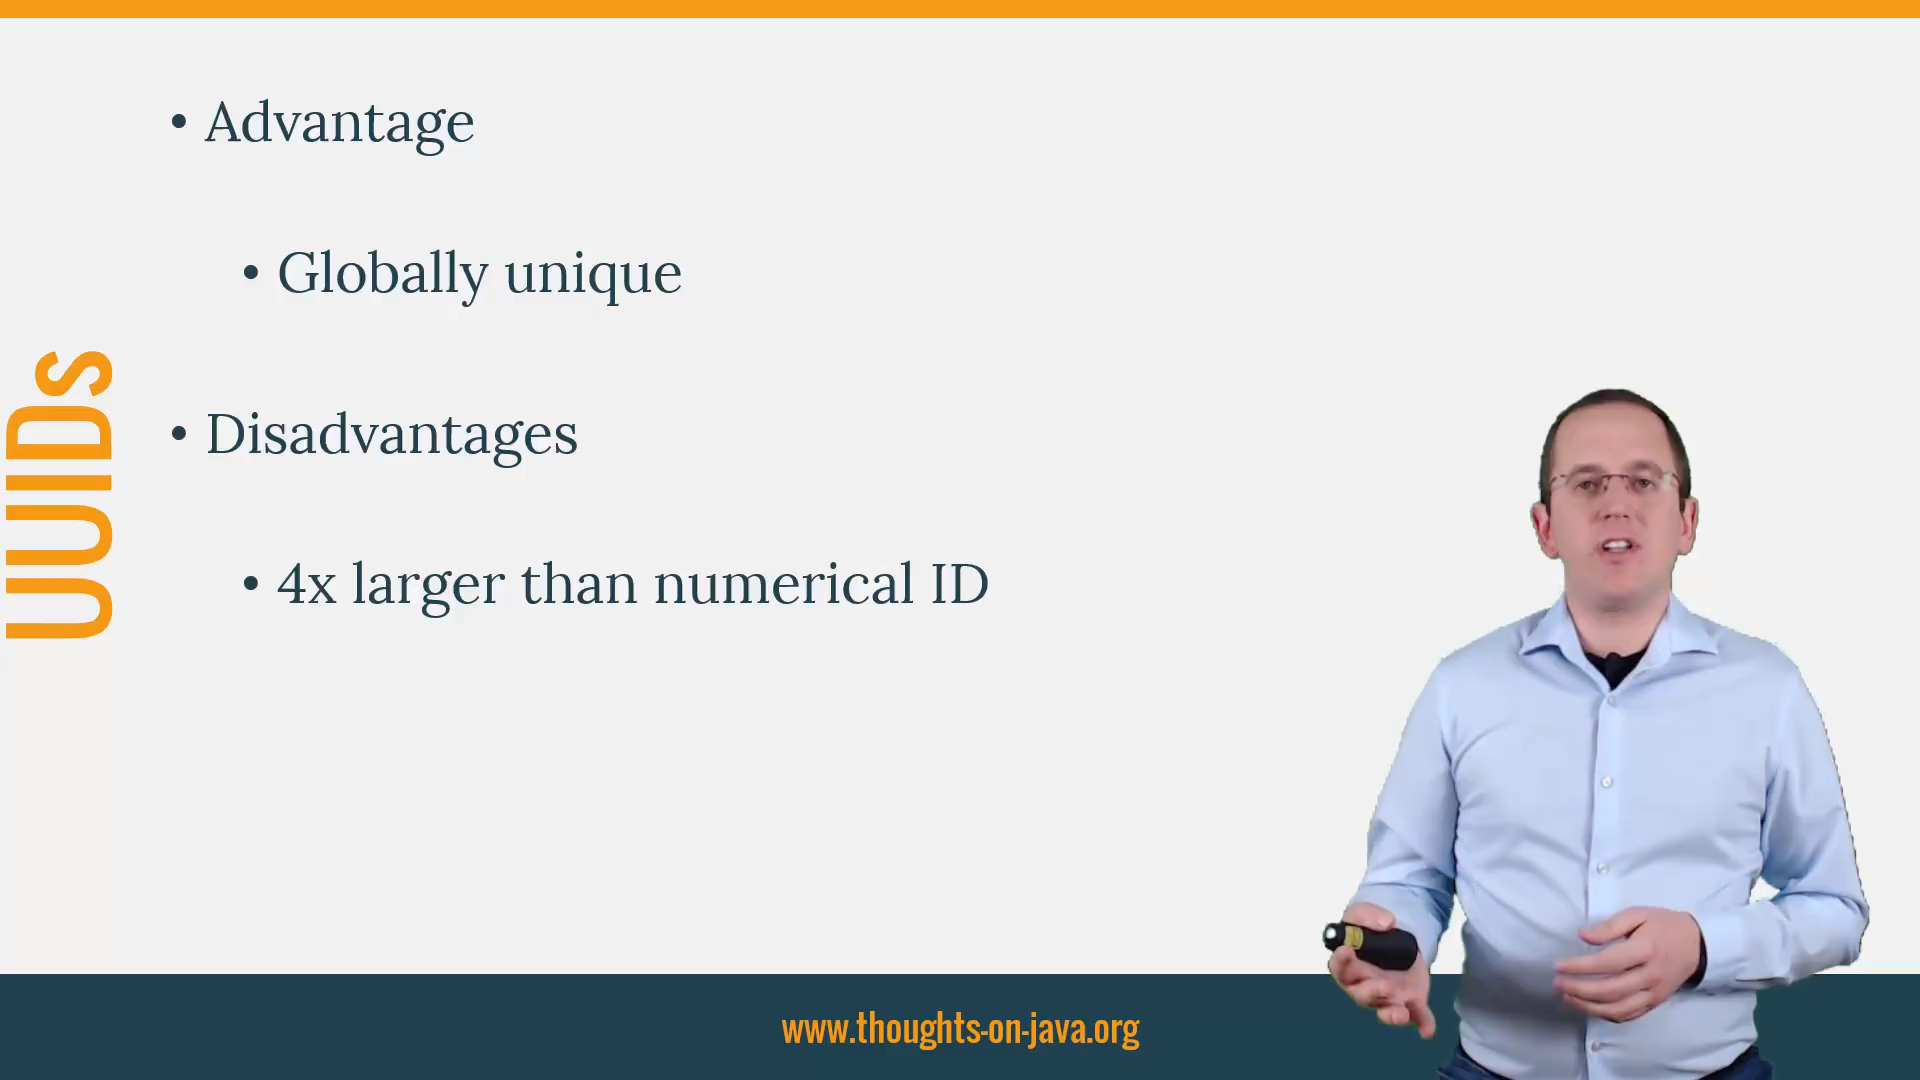 UUIDs
• Advantage
• Globally unique
• Disadvantages
• 4x larger than numerical ID
www.thoughts-on-java.org